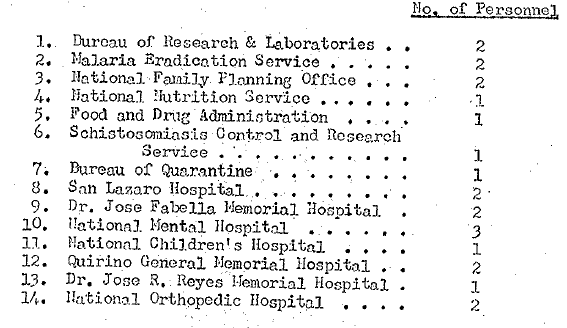 No. of Personnel
1. Bureau of Research & Laboratories . . 2
2. Malaria Eradication Service . . . . . 2
3. National Family Planning Office . . . 2
4. National Nutrition Service . . . . . . 1
5. Food and Drug Administration . . . . 1
6. Schistosomiasis Control and Research
Service . . . . . . . . . . 1
7. Bureau of Quarantine . . . . . . . . 1
8. San Lazaro Hospital . . . . . . . . . 2
9. Dr. Jose Fabella Memorial Hospital . 2
10. National Mental Hospital . . . . . . 3
11. National Children's Hospital . . . . 1
12. Quirino General Memorial Hospital . . 2
13. Dr. Jose R. Reyes Memorial Hospital . 1
14. National Orthopedic Hospital . . . . 2